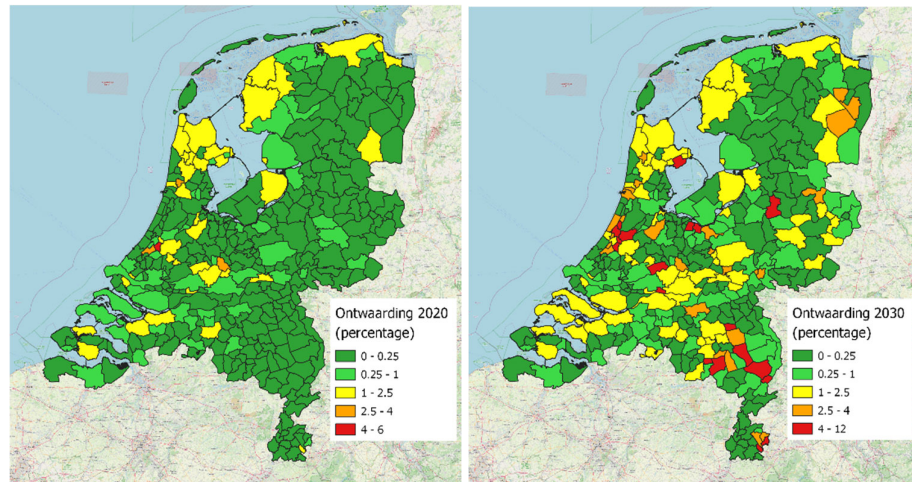 Ontwaarding 2020
(percentage)
0 - 0.25
0.25 - 1
1 - 2.5
2.5 - 4
4 - 6
Ontwaarding 2030
(percentage)
0 - 0.25
0.25 - 1
1 - 2.5
2.5 - 4
4 - 12